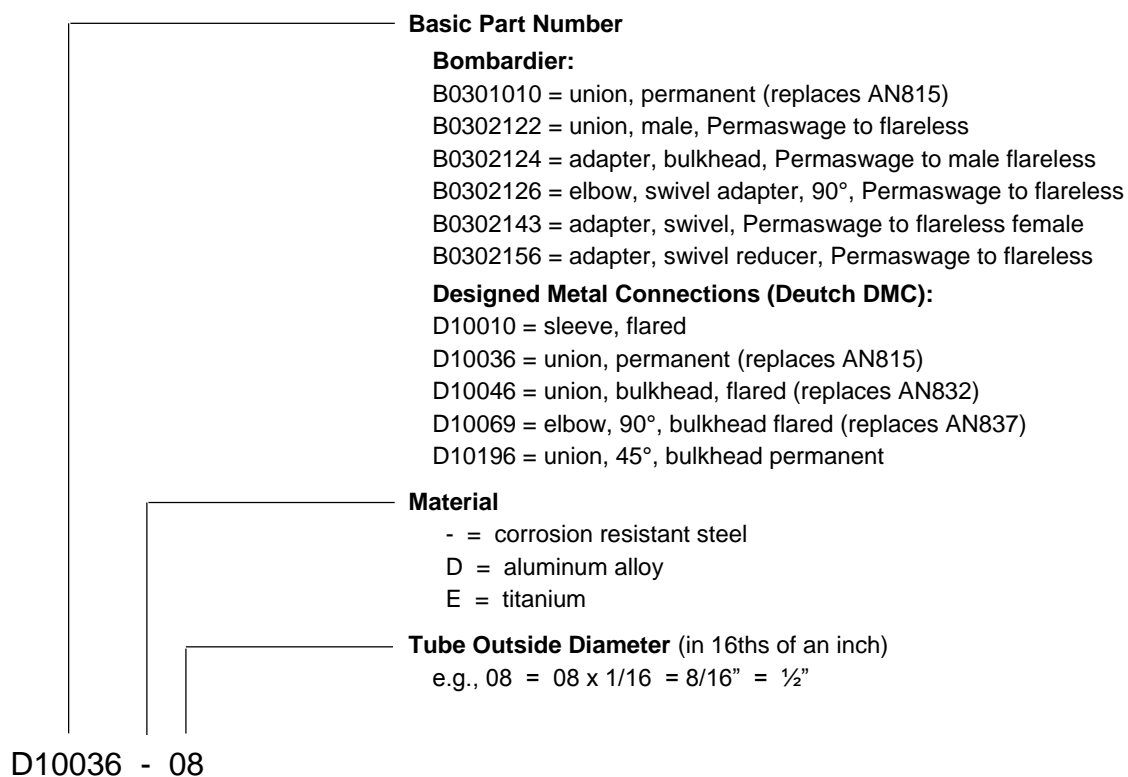 Basic Part Number
Bombardier:
B0301010 = union, permanent (replaces AN815)
B0302122 = union, male, Permaswage to flareless
B0302124 = adapter, bulkhead, Permaswage to male flareless
B0302126 = elbow, swivel adapter, 90°, Permaswage to flareless
B0302143 = adapter, swivel, Permaswage to flareless female
B0302156 = adapter, swivel reducer, Permaswage to flareless
Designed Metal Connections (Deutch DMC):
D10010 = sleeve, flared
D10036 = union, permanent (replaces AN815)
D10046 = union, bulkhead, flared (replaces AN832)
D10069 = elbow, 90°, bulkhead flared (replaces AN837)
D10196 = union, 45°, bulkhead permanent
Material
- = corrosion resistant steel
D = aluminum alloy
E = titanium
Tube Outside Diameter (in 16ths of an inch)
e.g., 08 = 08 x 1/16 = 8/16” = ½”
D10036 - 08